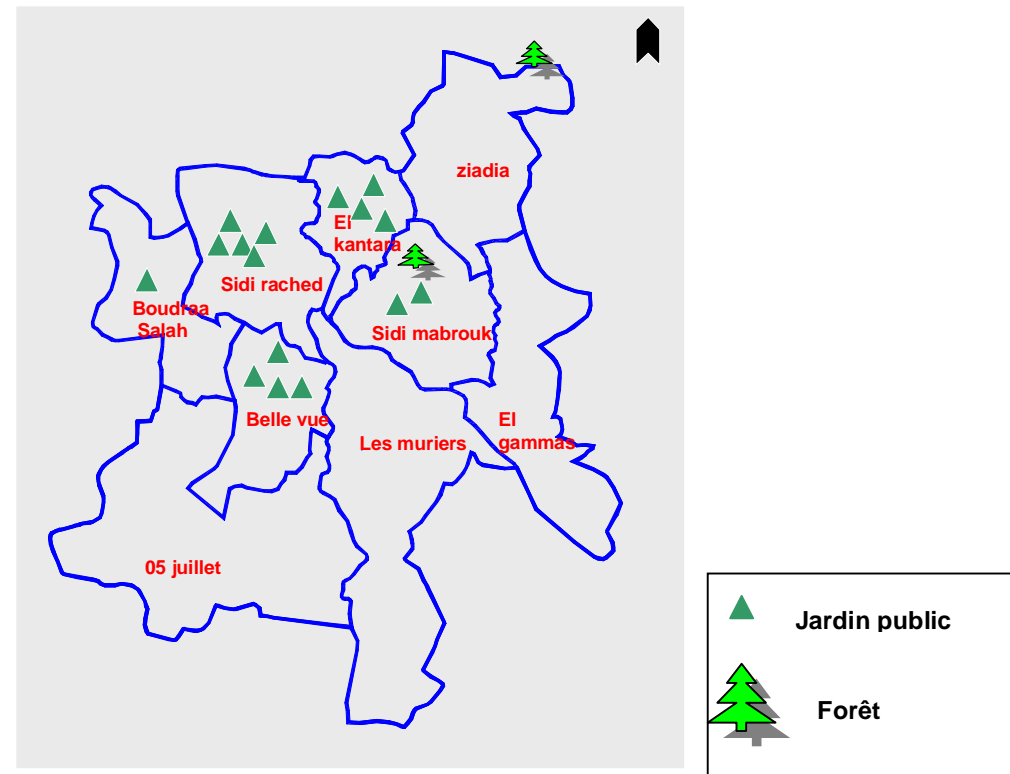 ziadia
El
kantara
Sidi rached
Boudraa
Salah
Sidi mabrouk
Belle vue
Les muriers
El
gammas
05 juillet
Jardin public
Forêt